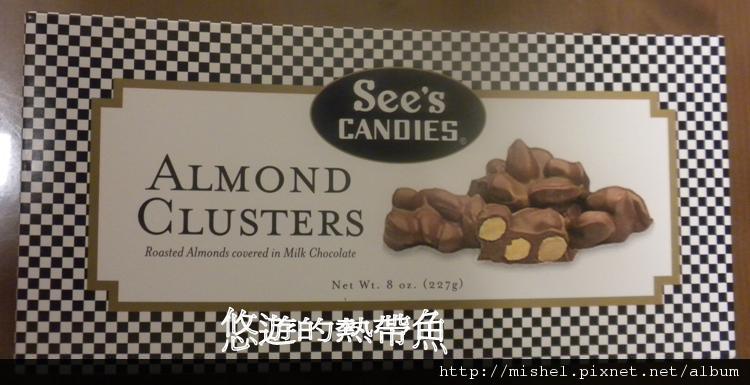 See's
CANDIES®
ALMOND
CLUSTERS
Roasted Almonds covered in Milk Chocolate
Net Wt. 8 oz. (227g)
悠遊的熱帶魚
http://mishel.pixnet.net/album